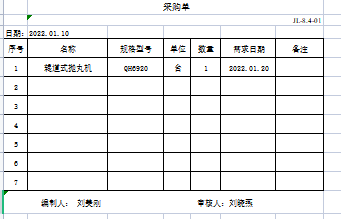 采购单
JL-8.4-01
日期：2022.01.10
序号 名称 规格型号 单位 数量 需求日期 备注
1 辊道式抛丸机 QH6920 台 1 2022.01.20
2
3
4
5
6
7
编制人： 刘美刚 审核人：刘晓燕